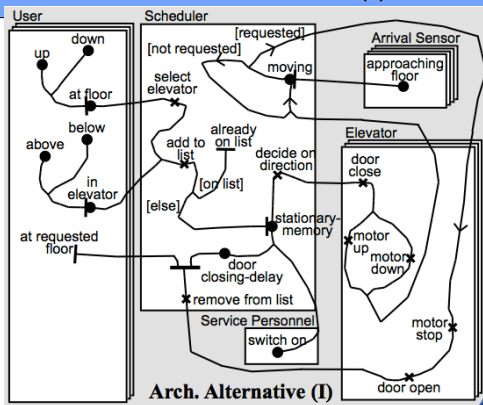 User
Scheduler
down
up
[requested]
[not requested]
Arrival Sensor
approaching
floor
moving
select
elevator
at floor
below
above
already
on list
add to
list
decide on
direction
Elevator
door
close
in
elevator
[on list]
[else]
stationary-
memory
motor
up
motor
down
at requested
floor
door
closing-delay
remove from list
Service Personnel
switch on
motor
stop
door open
Arch. Alternative (I)